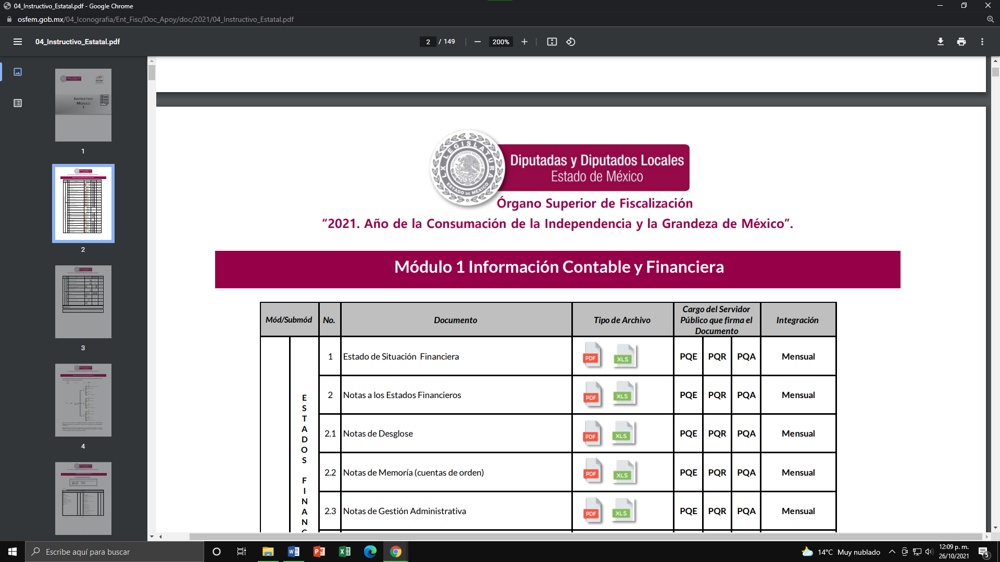 04_Instructivo_Estatal.pdf - Google Chrome
osfem.gob.mx/04_Iconografia/Ent_Fisc/Doc_Apoy/doc/2021/04_Instructivo_Estatal.pdf
04_Instructivo_Estatal.pdf
2 / 149
200%
INSTRUCTIVO
MÓDULO
1
1
2
3
4
LX LEGISLATURA
ESTADO DE MÉXICO
Diputadas y Diputados Locales
Estado de México
Órgano Superior de Fiscalización
“2021. Año de la Consumación de la Independencia y la Grandeza de México”.
Módulo 1 Información Contable y Financiera
Mód/Submód No. Documento Tipo de Archivo Cargo del Servidor Público que firma el Documento Integración
ESTADOS FINANC
1 Estado de Situación Financiera PDF XLS PQE PQR PQA Mensual
2 Notas a los Estados Financieros PDF XLS PQE PQR PQA Mensual
2.1 Notas de Desglose PDF XLS PQE PQR PQA Mensual
2.2 Notas de Memoría (cuentas de orden) PDF XLS PQE PQR PQA Mensual
2.3 Notas de Gestión Administrativa PDF XLS PQE PQR PQA Mensual
Escribe aquí para buscar
14°C Muy nublado
12:09 p. m.
26/10/2021
5